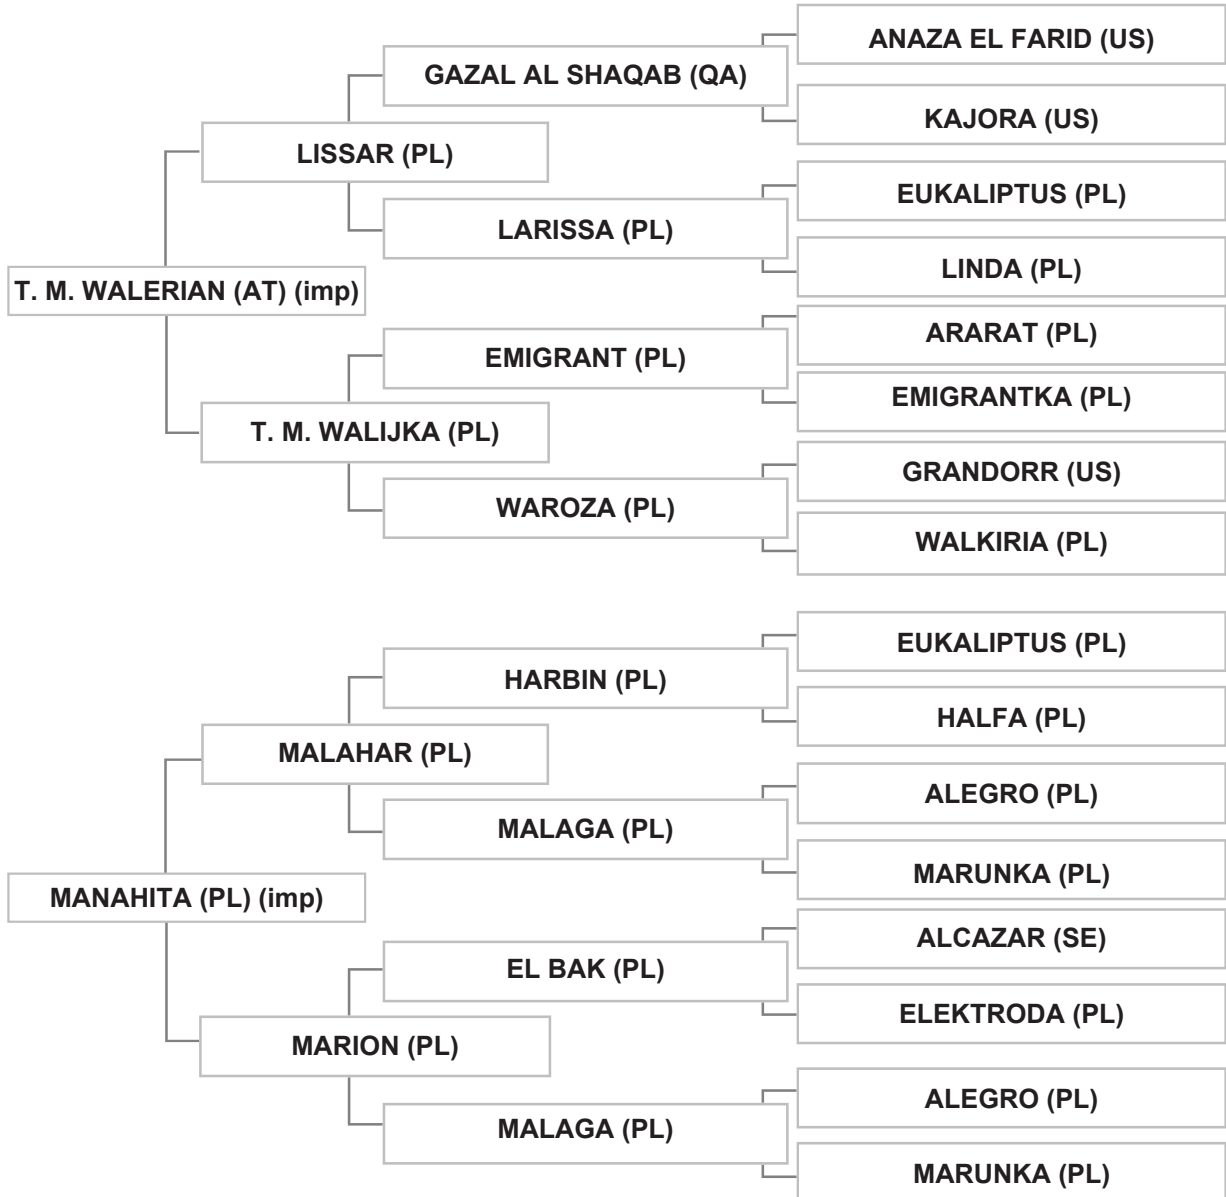 ANAZA EL FARID (US)
GAZAL AL SHAQAB (QA)
KAJORA (US)
LISSAR (PL)
EUKALIPTUS (PL)
LARISSA (PL)
LINDA (PL)
T. M. WALERIAN (AT) (imp)
ARARAT (PL)
EMIGRANT (PL)
EMIGRANTKA (PL)
T. M. WALIJKA (PL)
GRANDORR (US)
WAROZA (PL)
WALKIRIA (PL)
EUKALIPTUS (PL)
HARBIN (PL)
HALFA (PL)
MALAHAR (PL)
ALEGRO (PL)
MALAGA (PL)
MARUNKA (PL)
MANAHITA (PL) (imp)
ALCAZAR (SE)
EL BAK (PL)
ELEKTRODA (PL)
MARION (PL)
ALEGRO (PL)
MALAGA (PL)
MARUNKA (PL)